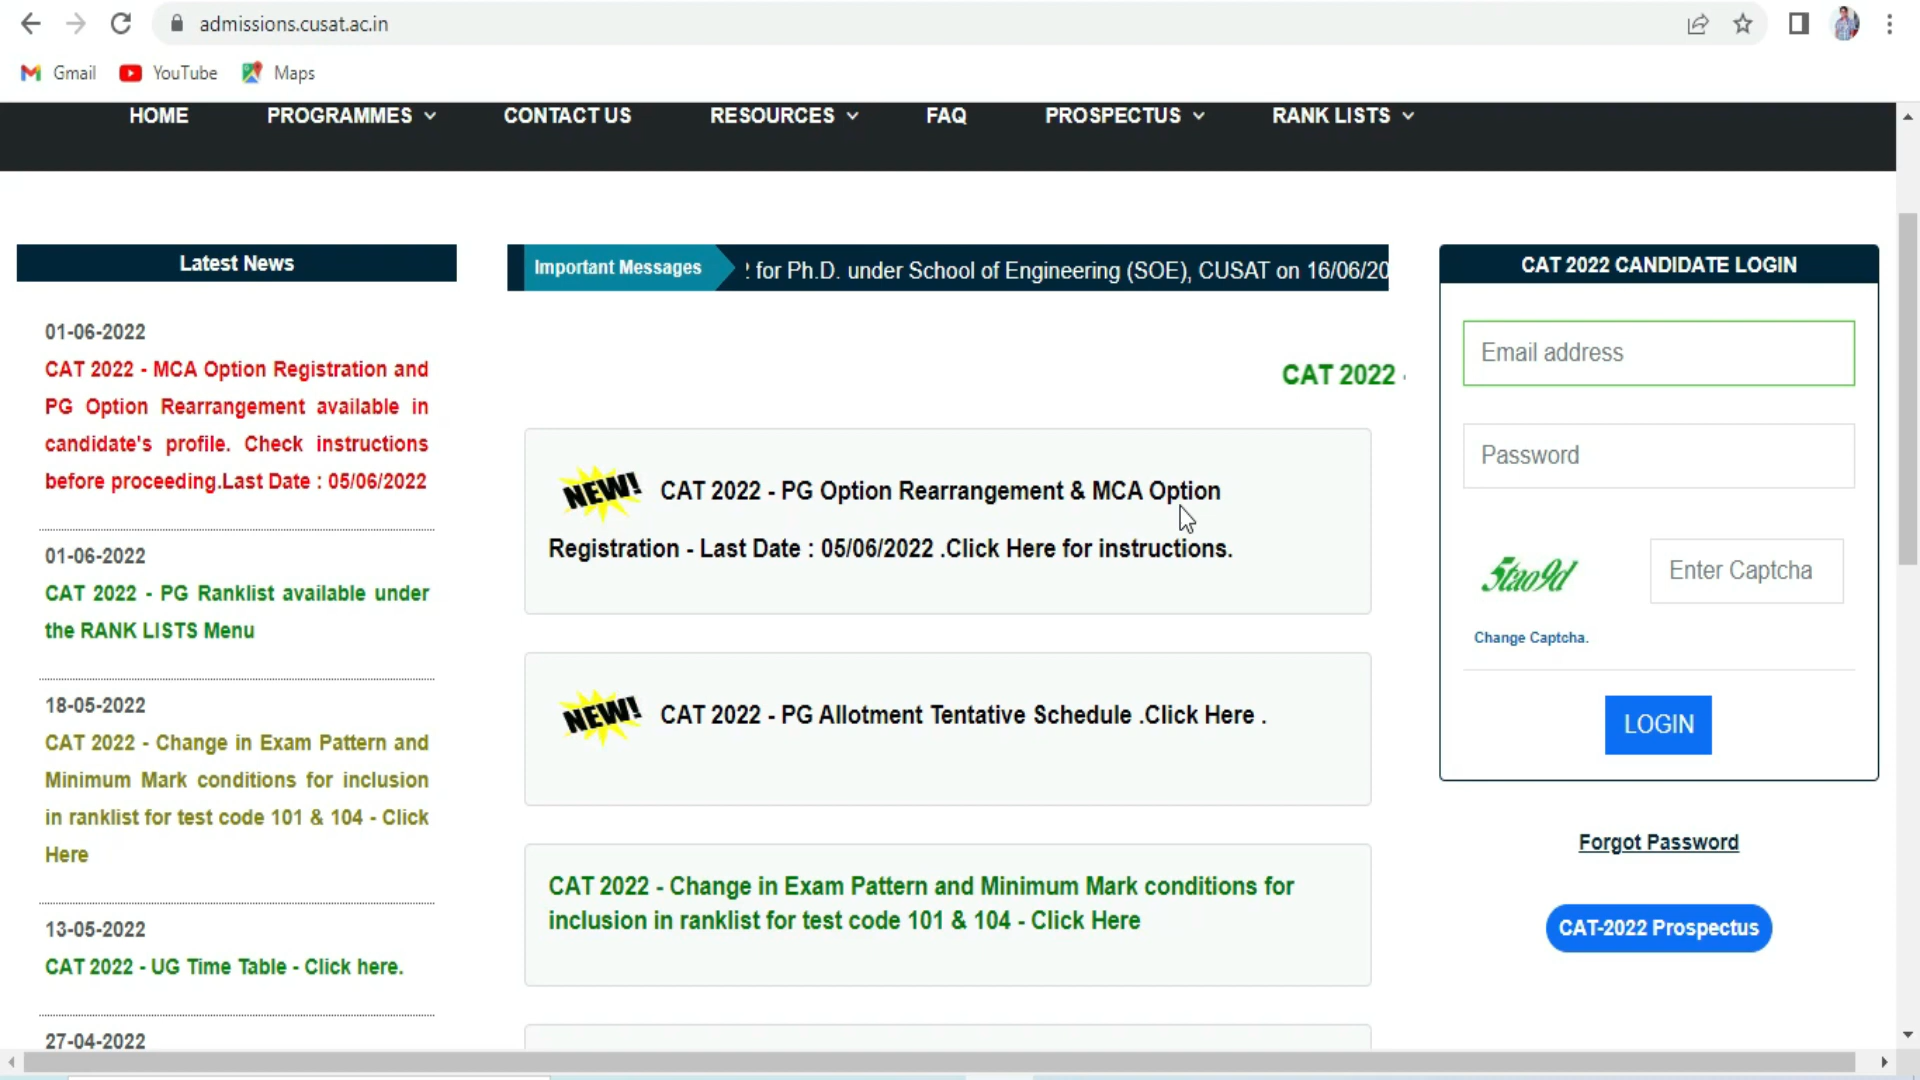 admissions.cusat.ac.in
Gmail YouTube Maps
HOME PROGRAMMES CONTACT US RESOURCES FAQ PROSPECTUS RANK LISTS
Latest News
01-06-2022
CAT 2022 - MCA Option Registration and
PG Option Rearrangement available in
candidate's profile. Check instructions
before proceeding.Last Date : 05/06/2022
01-06-2022
CAT 2022 - PG Ranklist available under
the RANK LISTS Menu
18-05-2022
CAT 2022 - Change in Exam Pattern and
Minimum Mark conditions for inclusion
in ranklist for test code 101 & 104 - Click
Here
13-05-2022
CAT 2022 - UG Time Table - Click here.
27-04-2022
Important Messages
for Ph.D. under School of Engineering (SOE), CUSAT on 16/06/20
CAT 2022 -
NEW! CAT 2022 - PG Option Rearrangement & MCA Option
Registration - Last Date : 05/06/2022 .Click Here for instructions.
NEW! CAT 2022 - PG Allotment Tentative Schedule .Click Here .
CAT 2022 - Change in Exam Pattern and Minimum Mark conditions for
inclusion in ranklist for test code 101 & 104 - Click Here
CAT 2022 CANDIDATE LOGIN
Email address
Password
5tao9d
Enter Captcha
Change Captcha.
LOGIN
Forgot Password
CAT-2022 Prospectus